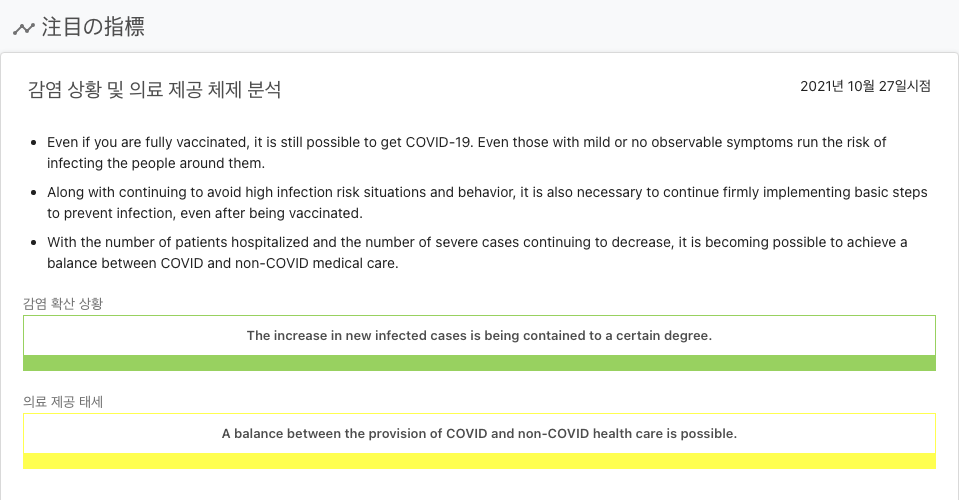 注目の指標
감염 상황 및 의료 제공 체제 분석
2021년 10월 27일시점
Even if you are fully vaccinated, it is still possible to get COVID-19. Even those with mild or no observable symptoms run the risk of
infecting the people around them.
Along with continuing to avoid high infection risk situations and behavior, it is also necessary to continue firmly implementing basic steps
to prevent infection, even after being vaccinated.
With the number of patients hospitalized and the number of severe cases continuing to decrease, it is becoming possible to achieve a
balance between COVID and non-COVID medical care.
감염 확산 상황
The increase in new infected cases is being contained to a certain degree.
의료 제공 태세
A balance between the provision of COVID and non-COVID health care is possible.